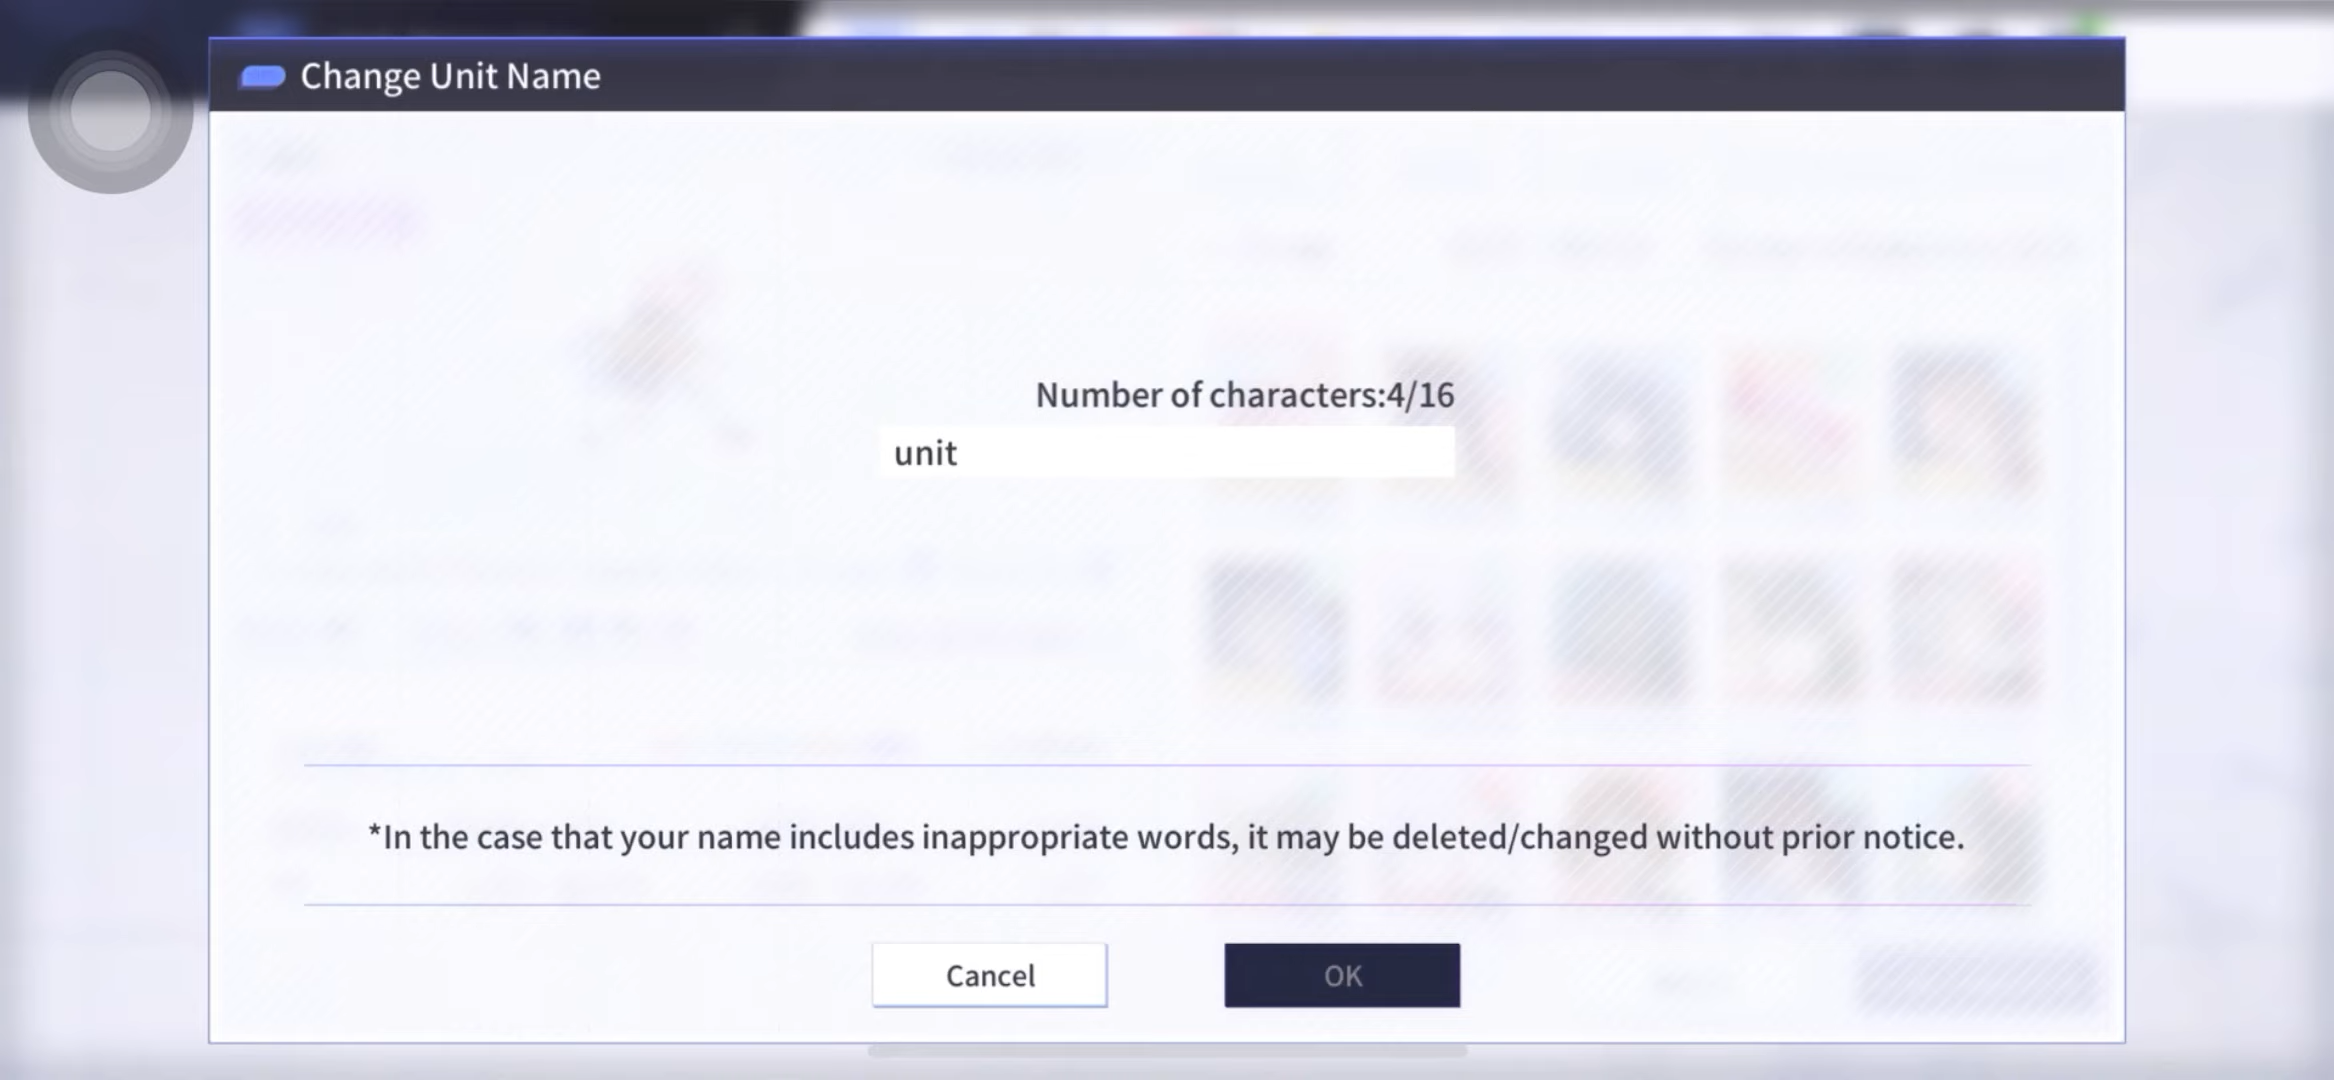 Change Unit Name
Number of characters:4/16
unit
*In the case that your name includes inappropriate words, it may be deleted/changed without prior notice.
Cancel
OK